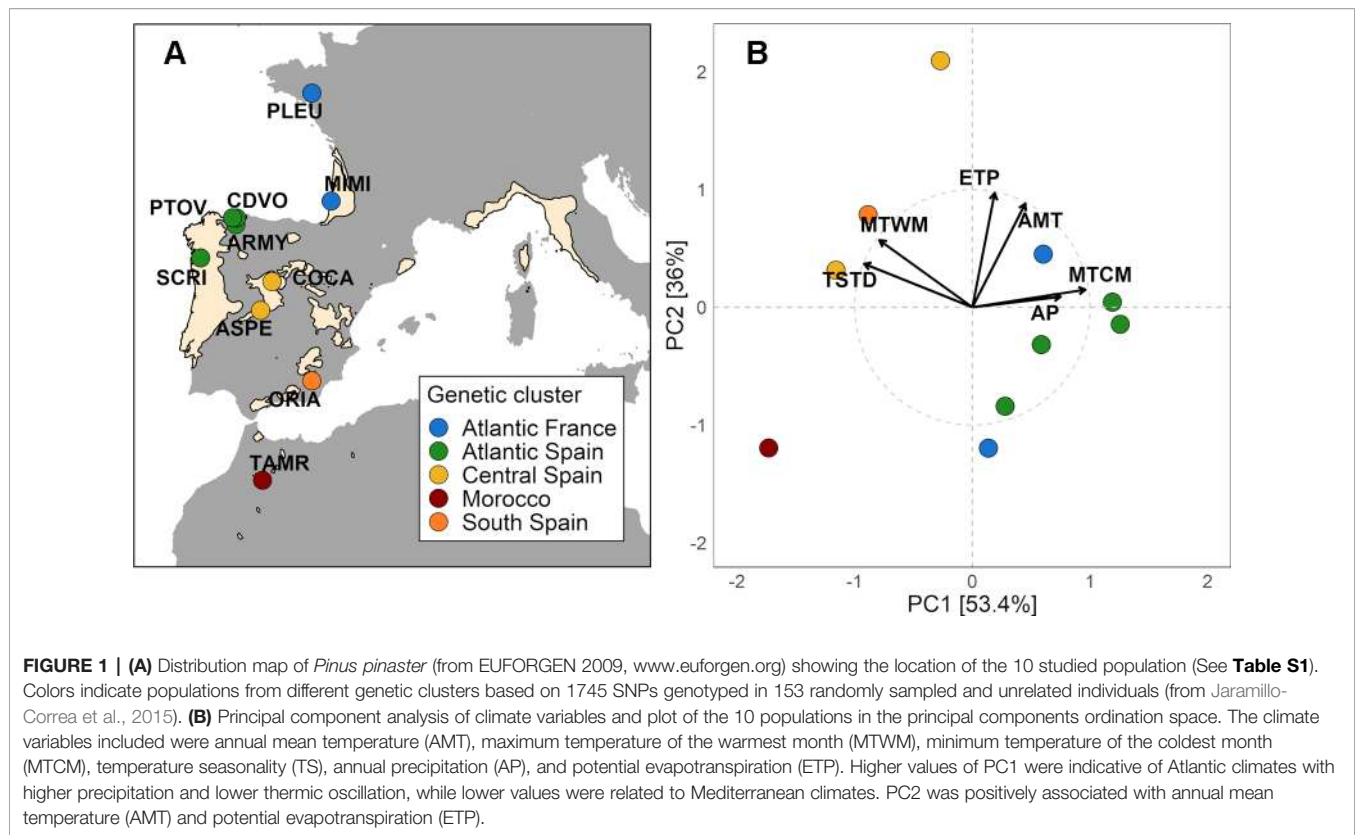 A
PLEU
MIMI
PTOV
CDVO
ARMY
SCRI
COCA
ASPE
ORIA
TAMR
Genetic cluster
Atlantic France
Atlantic Spain
Central Spain
Morocco
South Spain
B
2
1
0
-1
-2
PC2 [36%]
ETP
AMT
MTWM
MTCM
TSTD
AP
-2
-1
0
1
2
PC1 [53.4%]
FIGURE 1 | (A) Distribution map of Pinus pinaster (from EUFORGEN 2009, www.euforgen.org) showing the location of the 10 studied population (See Table S1).
Colors indicate populations from different genetic clusters based on 1745 SNPs genotyped in 153 randomly sampled and unrelated individuals (from Jaramillo-
Correa et al., 2015). (B) Principal component analysis of climate variables and plot of the 10 populations in the principal components ordination space. The climate
variables included were annual mean temperature (AMT), maximum temperature of the warmest month (MTWM), minimum temperature of the coldest month
(MTCM), temperature seasonality (TS), annual precipitation (AP), and potential evapotranspiration (ETP). Higher values of PC1 were indicative of Atlantic climates with
higher precipitation and lower thermic oscillation, while lower values were related to Mediterranean climates. PC2 was positively associated with annual mean
temperature (AMT) and potential evapotranspiration (ETP).